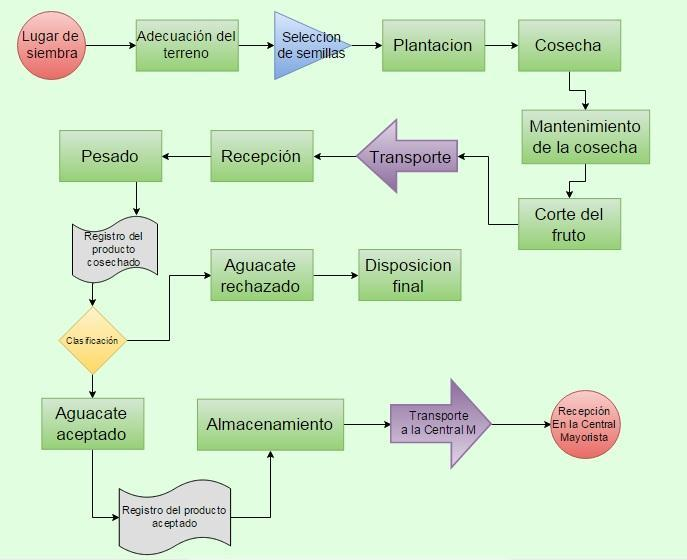 Lugar de
siembra
Adecuación del
terreno
Seleccion
de semillas
Plantacion
Cosecha
Mantenimiento
de la cosecha
Corte del
fruto
Transporte
Recepción
Pesado
Registro del
producto
cosechado
Clasificación
Aguacate
rechazado
Disposicion
final
Aguacate
aceptado
Registro del producto
aceptado
Almacenamiento
Transporte
a la Central M
Recepción
En la Central
Mayorista